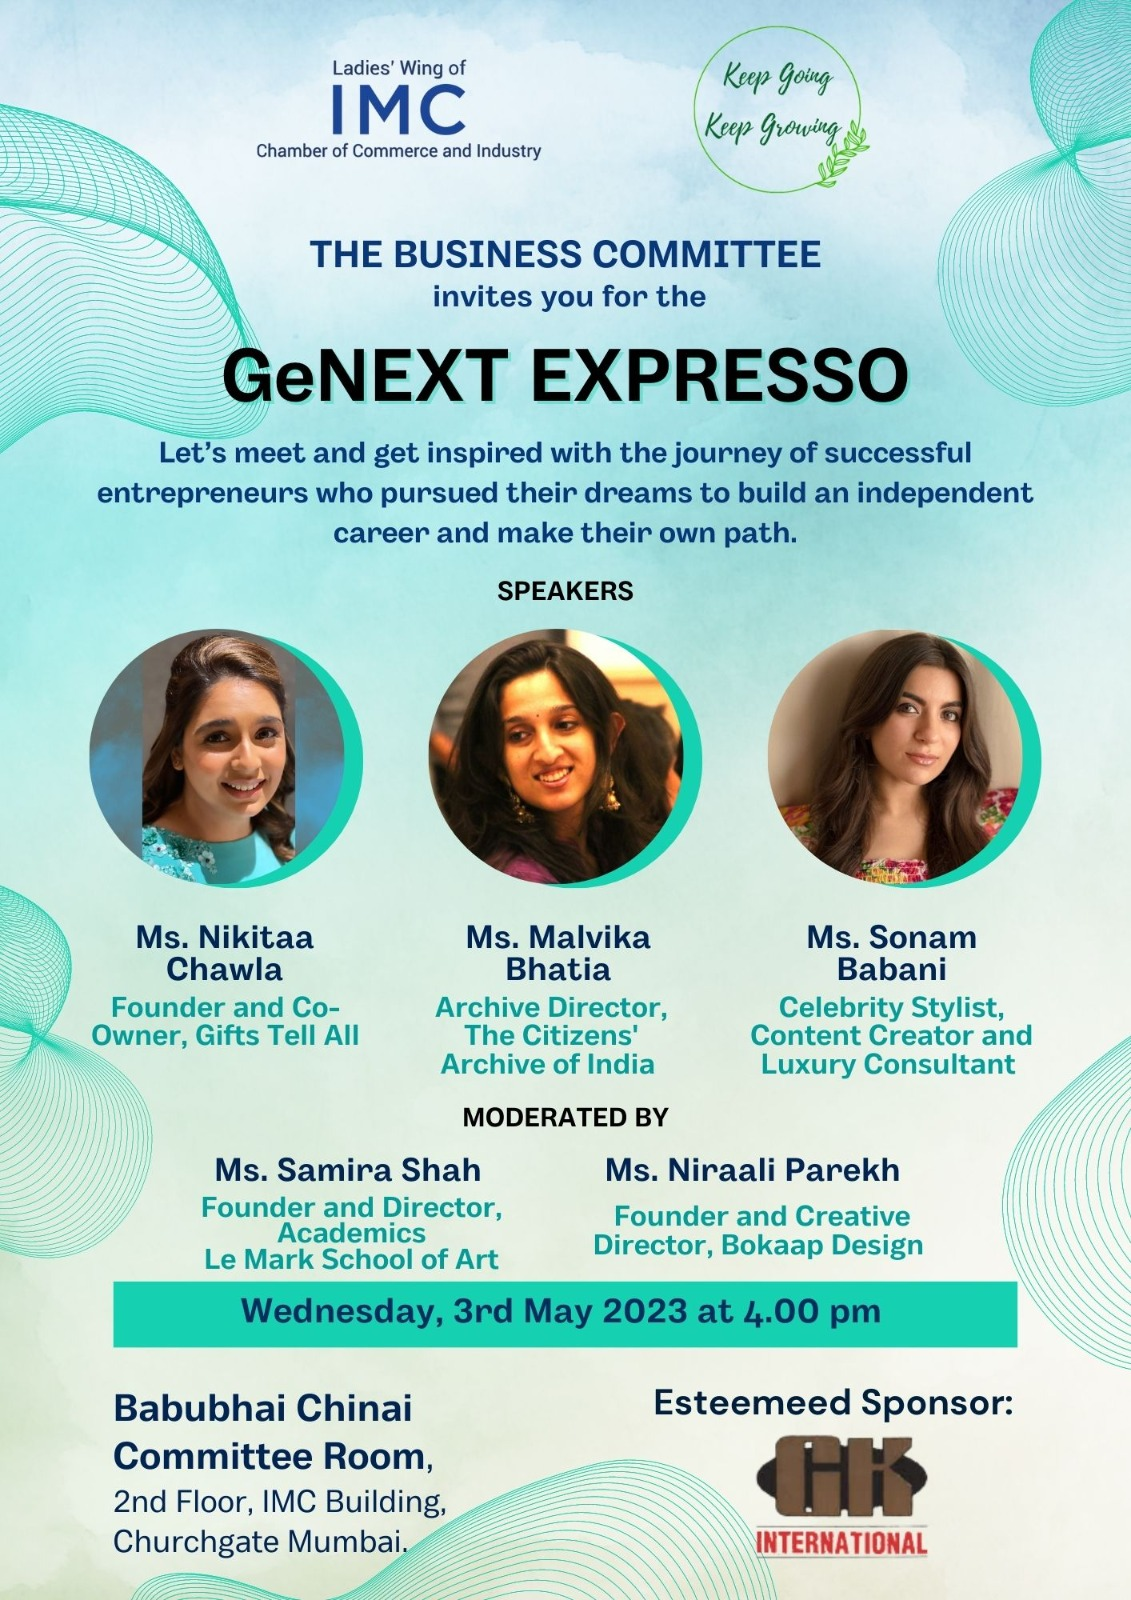 Ladies' Wing of
IMC
Chamber of Commerce and Industry
Keep Going
Keep Growing
THE BUSINESS COMMITTEE
invites you for the
GeNEXT EXPRESSO
Let's meet and get inspired with the journey of successful
entrepreneurs who pursued their dreams to build an independent
career and make their own path.
SPEAKERS
Ms. Nikitaa
Chawla
Founder and Co-
Owner, Gifts Tell All
Ms. Malvika
Bhatia
Archive Director,
The Citizens'
Archive of India
Ms. Sonam
Babani
Celebrity Stylist,
Content Creator and
Luxury Consultant
MODERATED BY
Ms. Samira Shah
Founder and Director,
Academics
Le Mark School of Art
Ms. Niraali Parekh
Founder and Creative
Director, Bokaap Design
Wednesday, 3rd May 2023 at 4.00 pm
Babubhai Chinai
Committee Room,
2nd Floor, IMC Building,
Churchgate Mumbai.
Esteemeed Sponsor:
GK
INTERNATIONAL